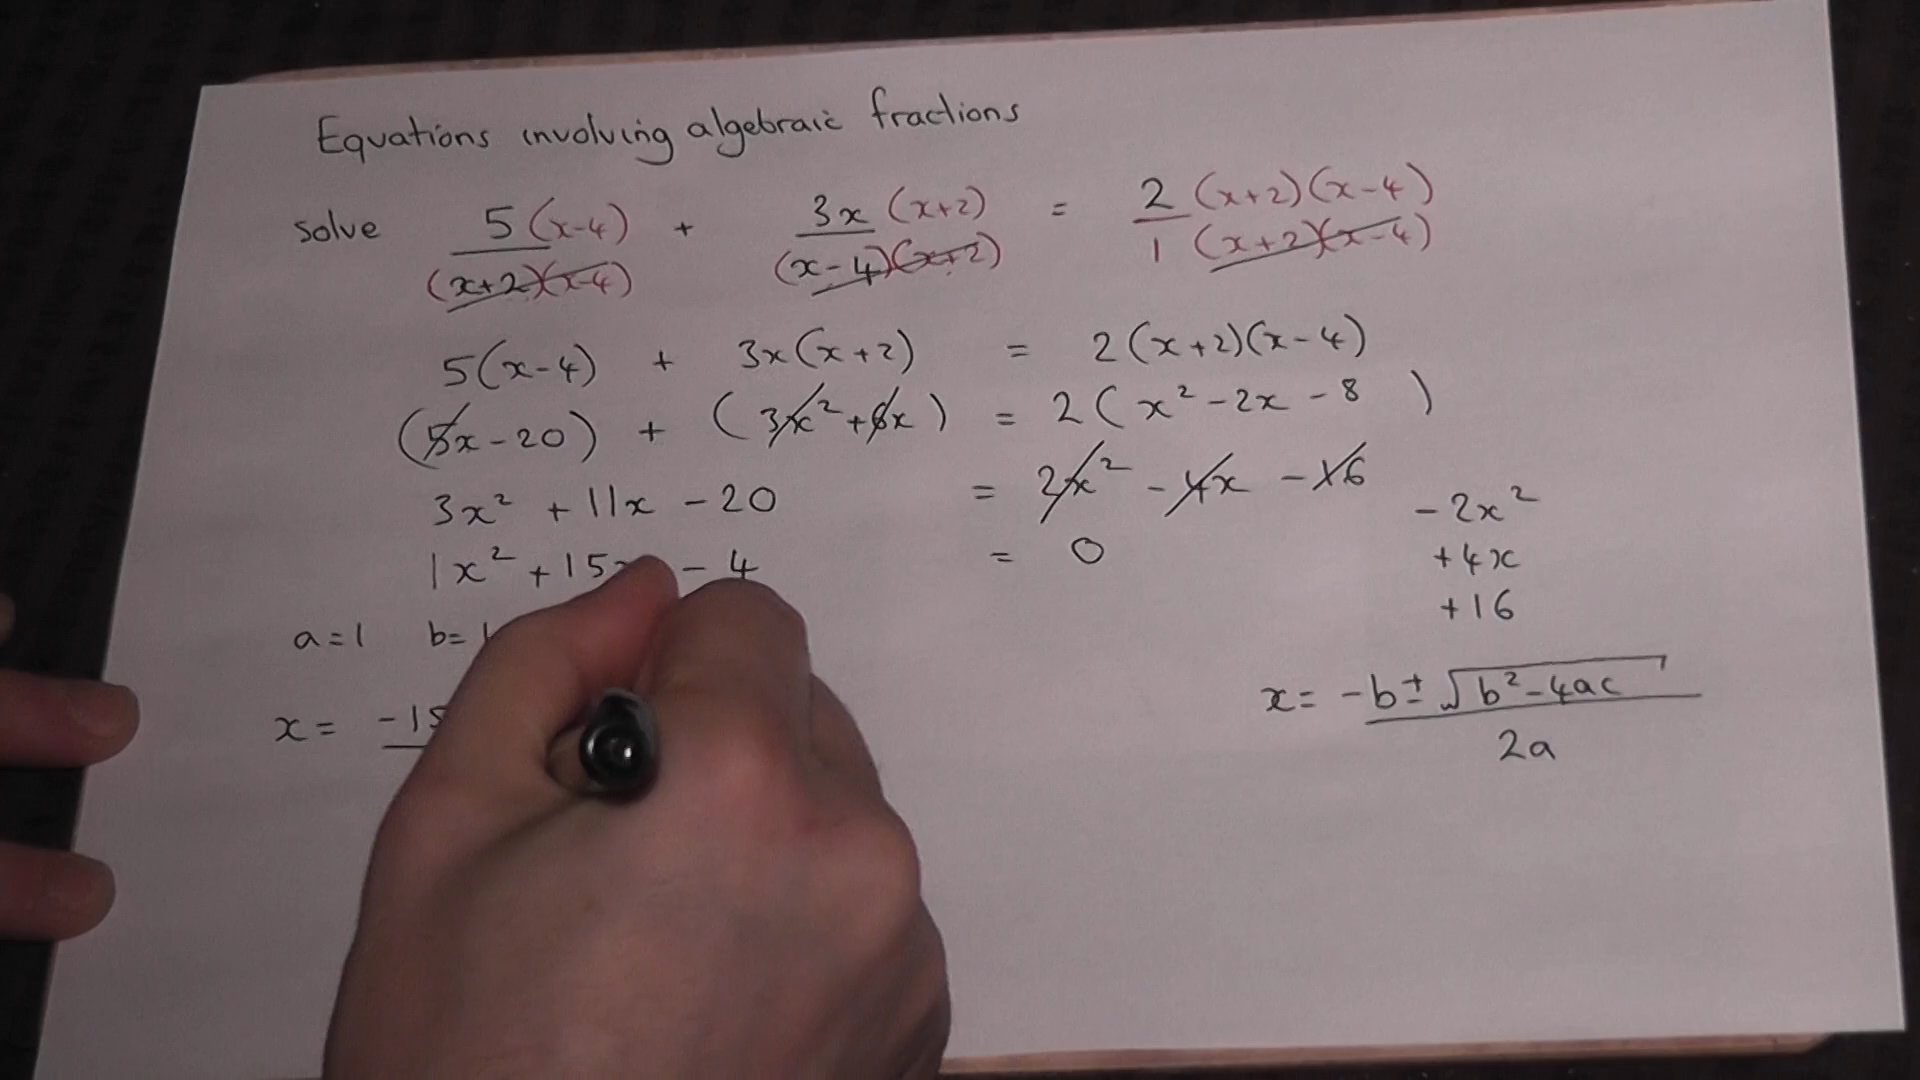 Equations involving algebraic fractions
solve 5(x-4)/(x+2)(x-4) + 3x(x+2)/(x-4)(x+2) = 2(x+2)(x-4)/1(x+2)(x-4)
5(x-4) + 3x(x+2) = 2(x+2)(x-4)
(5x-20) + (3x²+6x) = 2(x²-2x-8)
3x² + 11x - 20 = 2x² - 4x - 16
-2x²
1x² + 15x - 4 = 0
+4x
+16
a=1 b=
x= -b±√b²-4ac/2a
x= -15